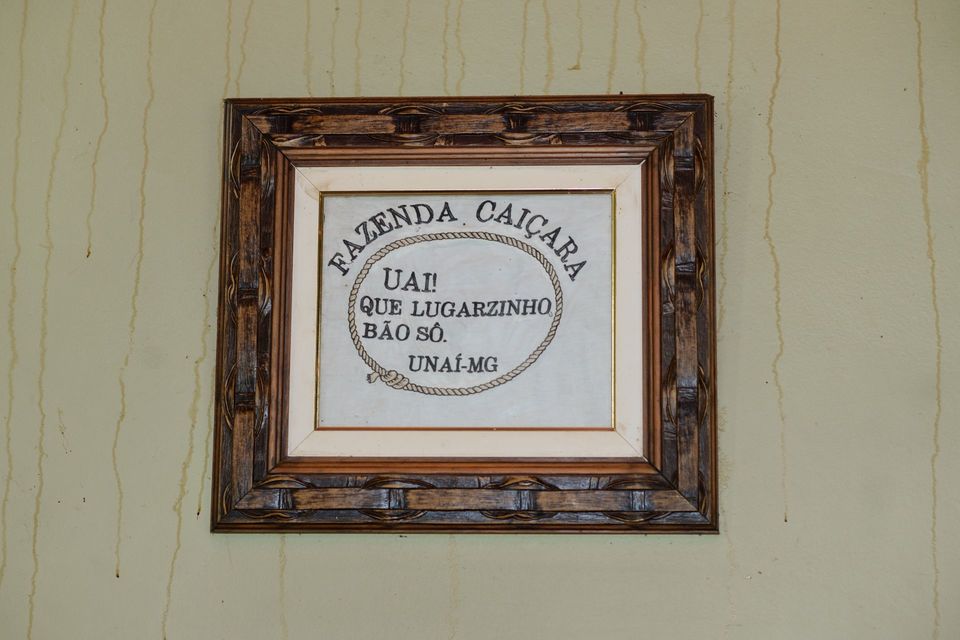 FAZENDA CAIÇARA
UAI!
QUE LUGARZINHO
BÃO SÔ.
UNAÍ-MG